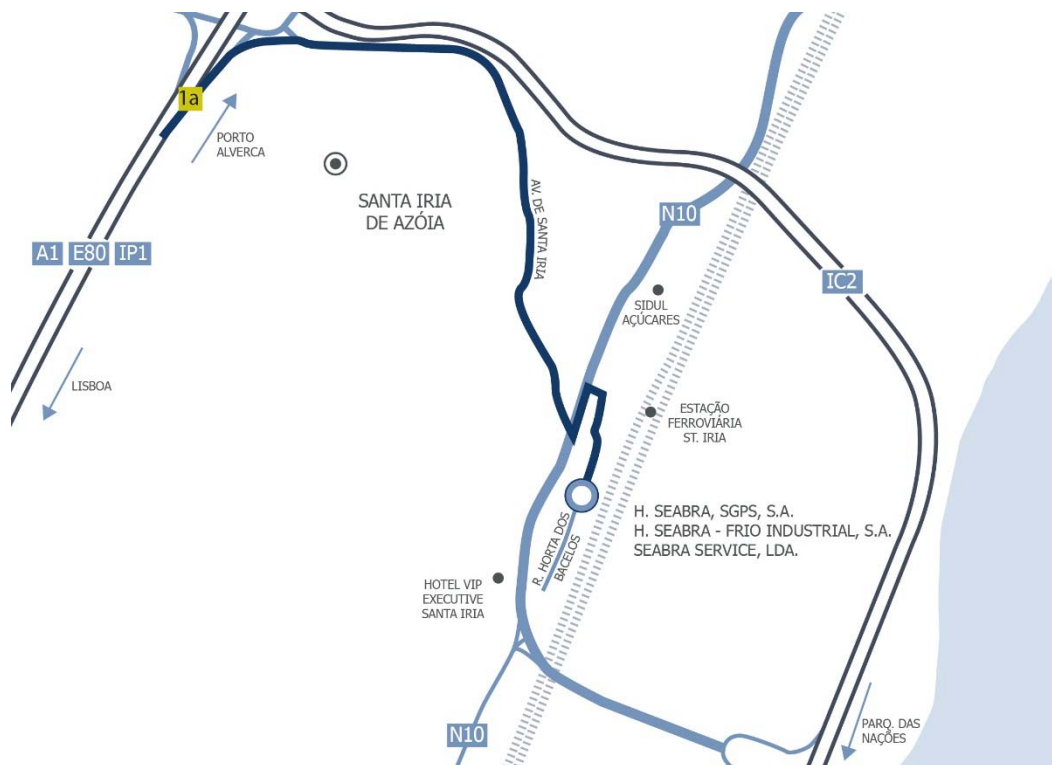 1a
PORTO
ALVERCA
SANTA IRIA
DE AZÓIA
AV. DE SANTA IRIA
N10
A1 E80 IP1
IC2
SIDUL
AÇÚCARES
LISBOA
ESTAÇÃO
FERROVIÁRIA
ST. IRIA
H. SEABRA, SGPS, S.A.
H. SEABRA - FRIO INDUSTRIAL, S.A.
SEABRA SERVICE, LDA.
R. HORTA DOS
BACELOS
HOTEL VIP
EXECUTIVE
SANTA IRIA
N10
PARQ. DAS
NAÇÕES